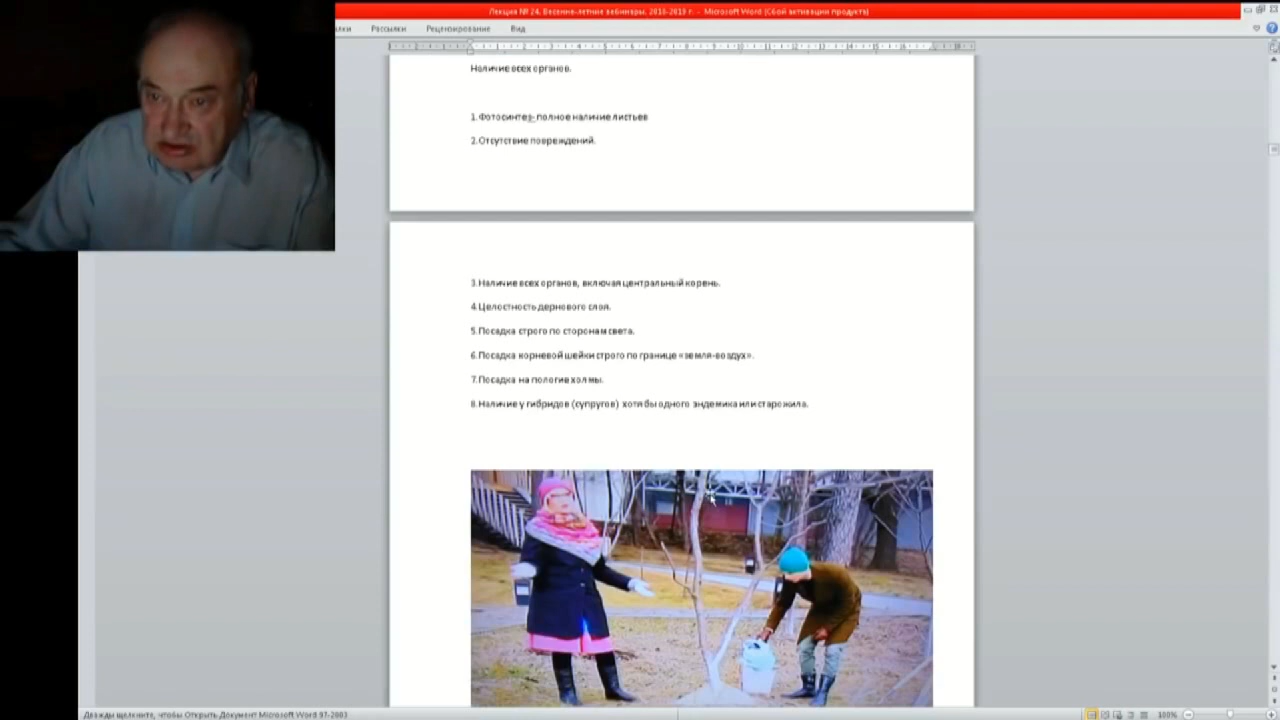 Лекция № 24. Весенне-летние вебинары. 2018-2019 г. - Microsoft Word (Сбой активации продукта)
Рассылки
Рецензирование
Вид
Наличие всех органов.
1.Фотосинтез- полное наличие листьев
2.Отсутствие повреждений.
3.Наличие всех органов, включая центральный корень.
4.Целостность дернового слоя.
5.Посадка строго по сторонам света.
6.Посадка корневой шейки строго по границе «земля-воздух».
7.Посадка на пологие холмы.
8.Наличие у гибридов (супругов) хотя бы одного эндемика или старожила.
Дважды щелкните, чтобы Открыть Документ Microsoft Word 97-2003
100%